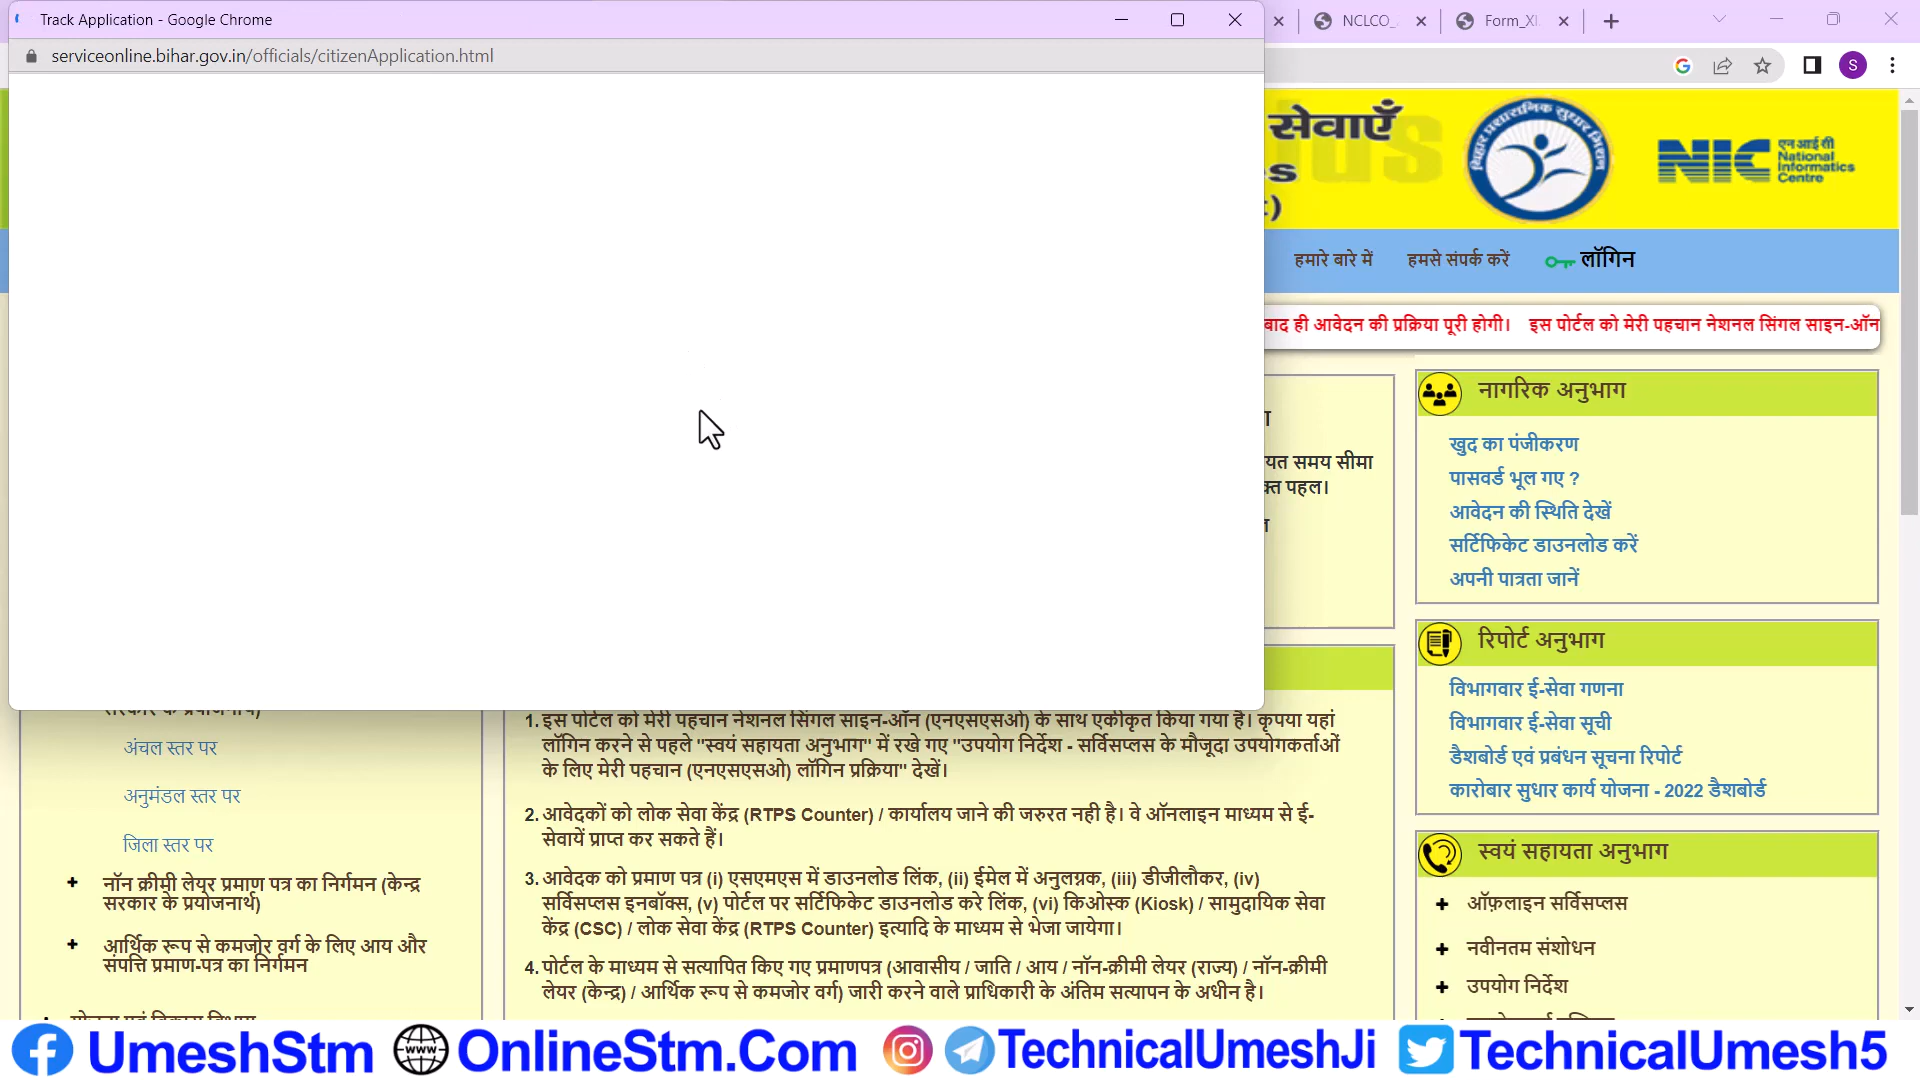 Track Application - Google Chrome
NCLCO_
Form_XI
serviceonline.bihar.gov.in/officials/citizenApplication.html
S
सेवाएँ
एनआईसी
NIC National Informatics Centre
हमारे बारे में
हमसे संपर्क करें
लॉगिन
बाद ही आवेदन की प्रक्रिया पूरी होगी। इस पोर्टल को मेरी पहचान नेशनल सिंगल साइन-ऑन
यत समय सीमा
क्त पहल।
नागरिक अनुभाग
खुद का पंजीकरण
पासवर्ड भूल गए ?
आवेदन की स्थिति देखें
सर्टिफिकेट डाउनलोड करें
अपनी पात्रता जानें
रिपोर्ट अनुभाग
विभागवार ई-सेवा गणना
विभागवार ई-सेवा सूची
डैशबोर्ड एवं प्रबंधन सूचना रिपोर्ट
कारोबार सुधार कार्य योजना - 2022 डैशबोर्ड
स्वयं सहायता अनुभाग
+ ऑफ़लाइन सर्विसप्लस
+ नवीनतम संशोधन
+ उपयोग निर्देश
अंचल स्तर पर
अनुमंडल स्तर पर
जिला स्तर पर
+ नॉन क्रीमी लेयर प्रमाण पत्र का निर्गमन (केन्द्र
सरकार के प्रयोजनार्थ)
+ आर्थिक रूप से कमजोर वर्ग के लिए आय और
संपत्ति प्रमाण-पत्र का निर्गमन
1. इस पोर्टल को मेरी पहचान नेशनल सिंगल साइन-ऑन (एनएसएसओ) के साथ एकीकृत किया गया है। कृपया यहां
लॉगिन करने से पहले "स्वयं सहायता अनुभाग" में रखे गए "उपयोग निर्देश - सर्विसप्लस के मौजूदा उपयोगकर्ताओं
के लिए मेरी पहचान (एनएसएसओ) लॉगिन प्रक्रिया" देखें।
2. आवेदकों को लोक सेवा केंद्र (RTPS Counter) / कार्यालय जाने की जरुरत नही है। वे ऑनलाइन माध्यम से ई-
सेवायें प्राप्त कर सकते हैं।
3. आवेदक को प्रमाण पत्र (i) एसएमएस में डाउनलोड लिंक, (ii) ईमेल में अनुलग्नक, (iii) डीजीलौकर, (iv)
सर्विसप्लस इनबॉक्स, (v) पोर्टल पर सर्टिफिकेट डाउनलोड करे लिंक, (vi) किओस्क (Kiosk) / सामुदायिक सेवा
केंद्र (CSC) / लोक सेवा केंद्र (RTPS Counter) इत्यादि के माध्यम से भेजा जायेगा।
4. पोर्टल के माध्यम से सत्यापित किए गए प्रमाणपत्र (आवासीय / जाति / आय / नॉन-क्रीमी लेयर (राज्य) / नॉन-क्रीमी
लेयर (केन्द्र) / आर्थिक रूप से कमजोर वर्ग) जारी करने वाले प्राधिकारी के अंतिम सत्यापन के अधीन है।
UmeshStm OnlineStm.Com TechnicalUmeshJi TechnicalUmesh5